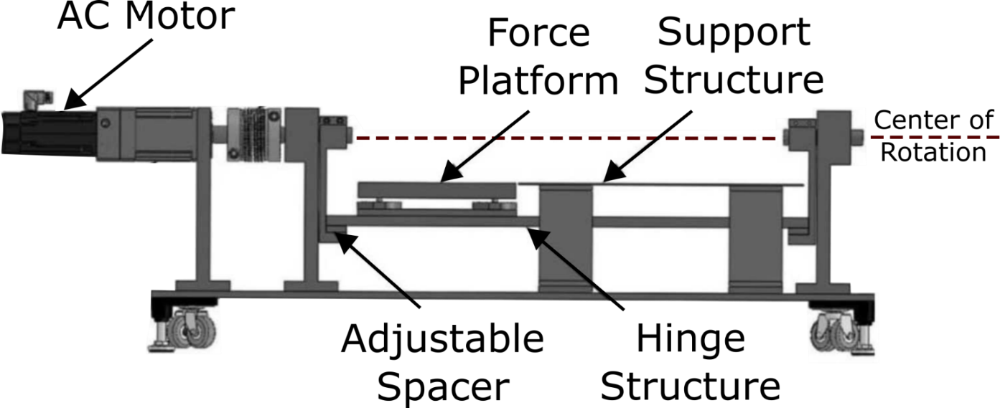 AC Motor
Force
Platform
Support
Structure
Center of
Rotation
Adjustable
Spacer
Hinge
Structure